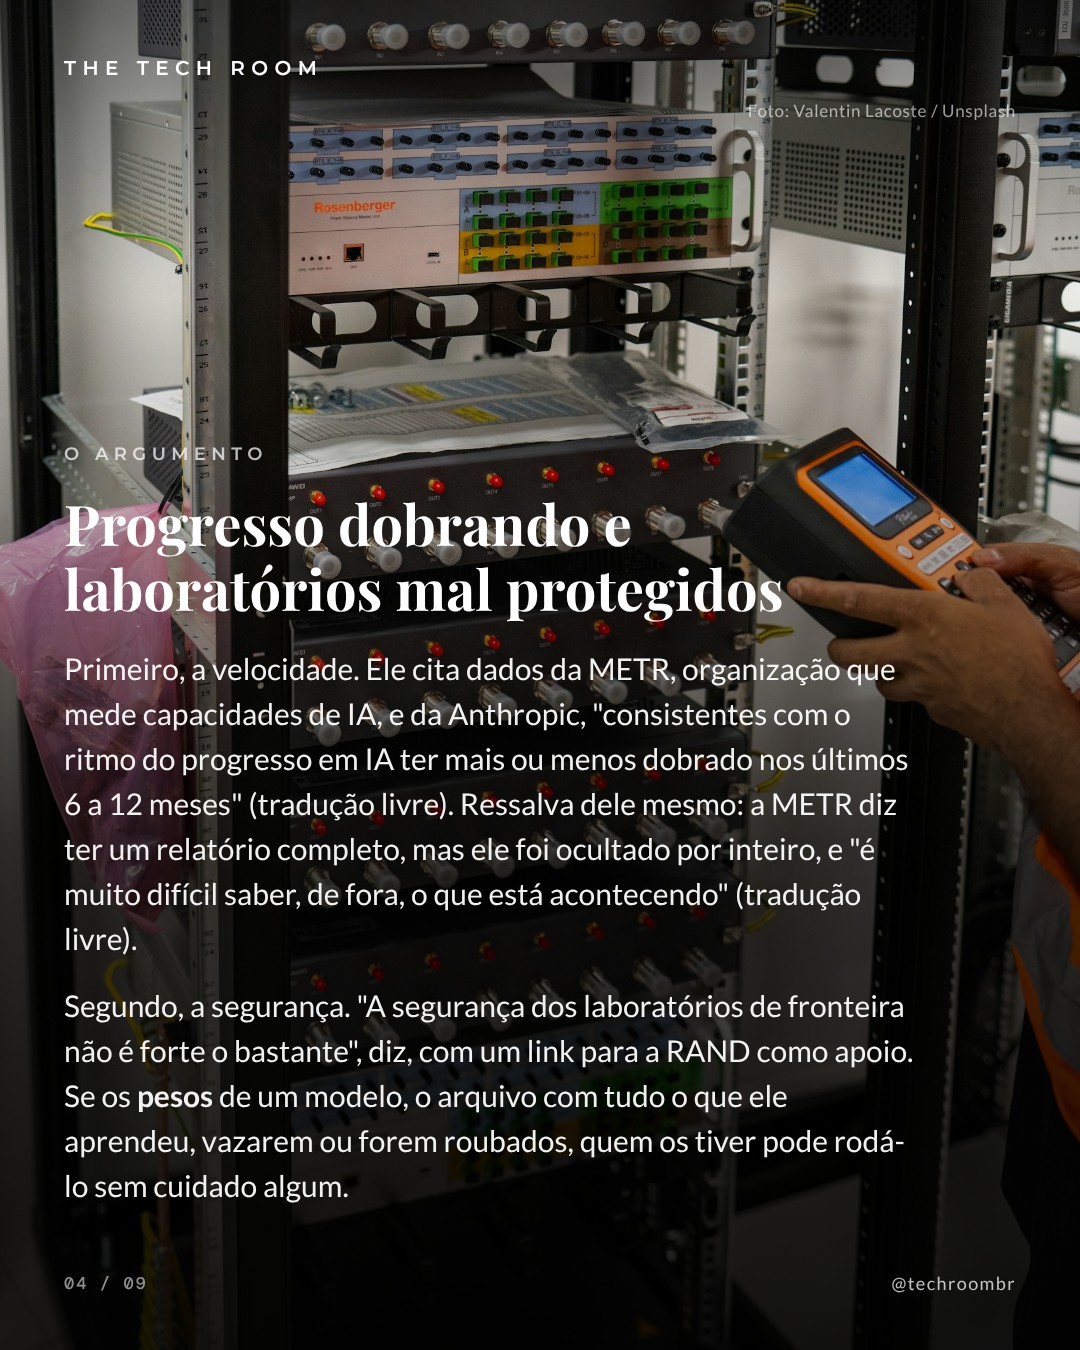 THE TECH ROOM
Foto: Valentin Lacoste / Unsplash
Rosenberger
GIGAMEDIA
O ARGUMENTO
Progresso dobrando e
laboratórios mal protegidos
Primeiro, a velocidade. Ele cita dados da METR, organização que
mede capacidades de IA, e da Anthropic, "consistentes com o
ritmo do progresso em IA ter mais ou menos dobrado nos últimos
6 a 12 meses" (tradução livre). Ressalva dele mesmo: a METR diz
ter um relatório completo, mas ele foi ocultado por inteiro, e "é
muito difícil saber, de fora, o que está acontecendo" (tradução
livre).
Segundo, a segurança. "A segurança dos laboratórios de fronteira
não é forte o bastante", diz, com um link para a RAND como apoio.
Se os pesos de um modelo, o arquivo com tudo o que ele
aprendeu, vazarem ou forem roubados, quem os tiver pode rodá-
lo sem cuidado algum.
04 / 09
@techroombr